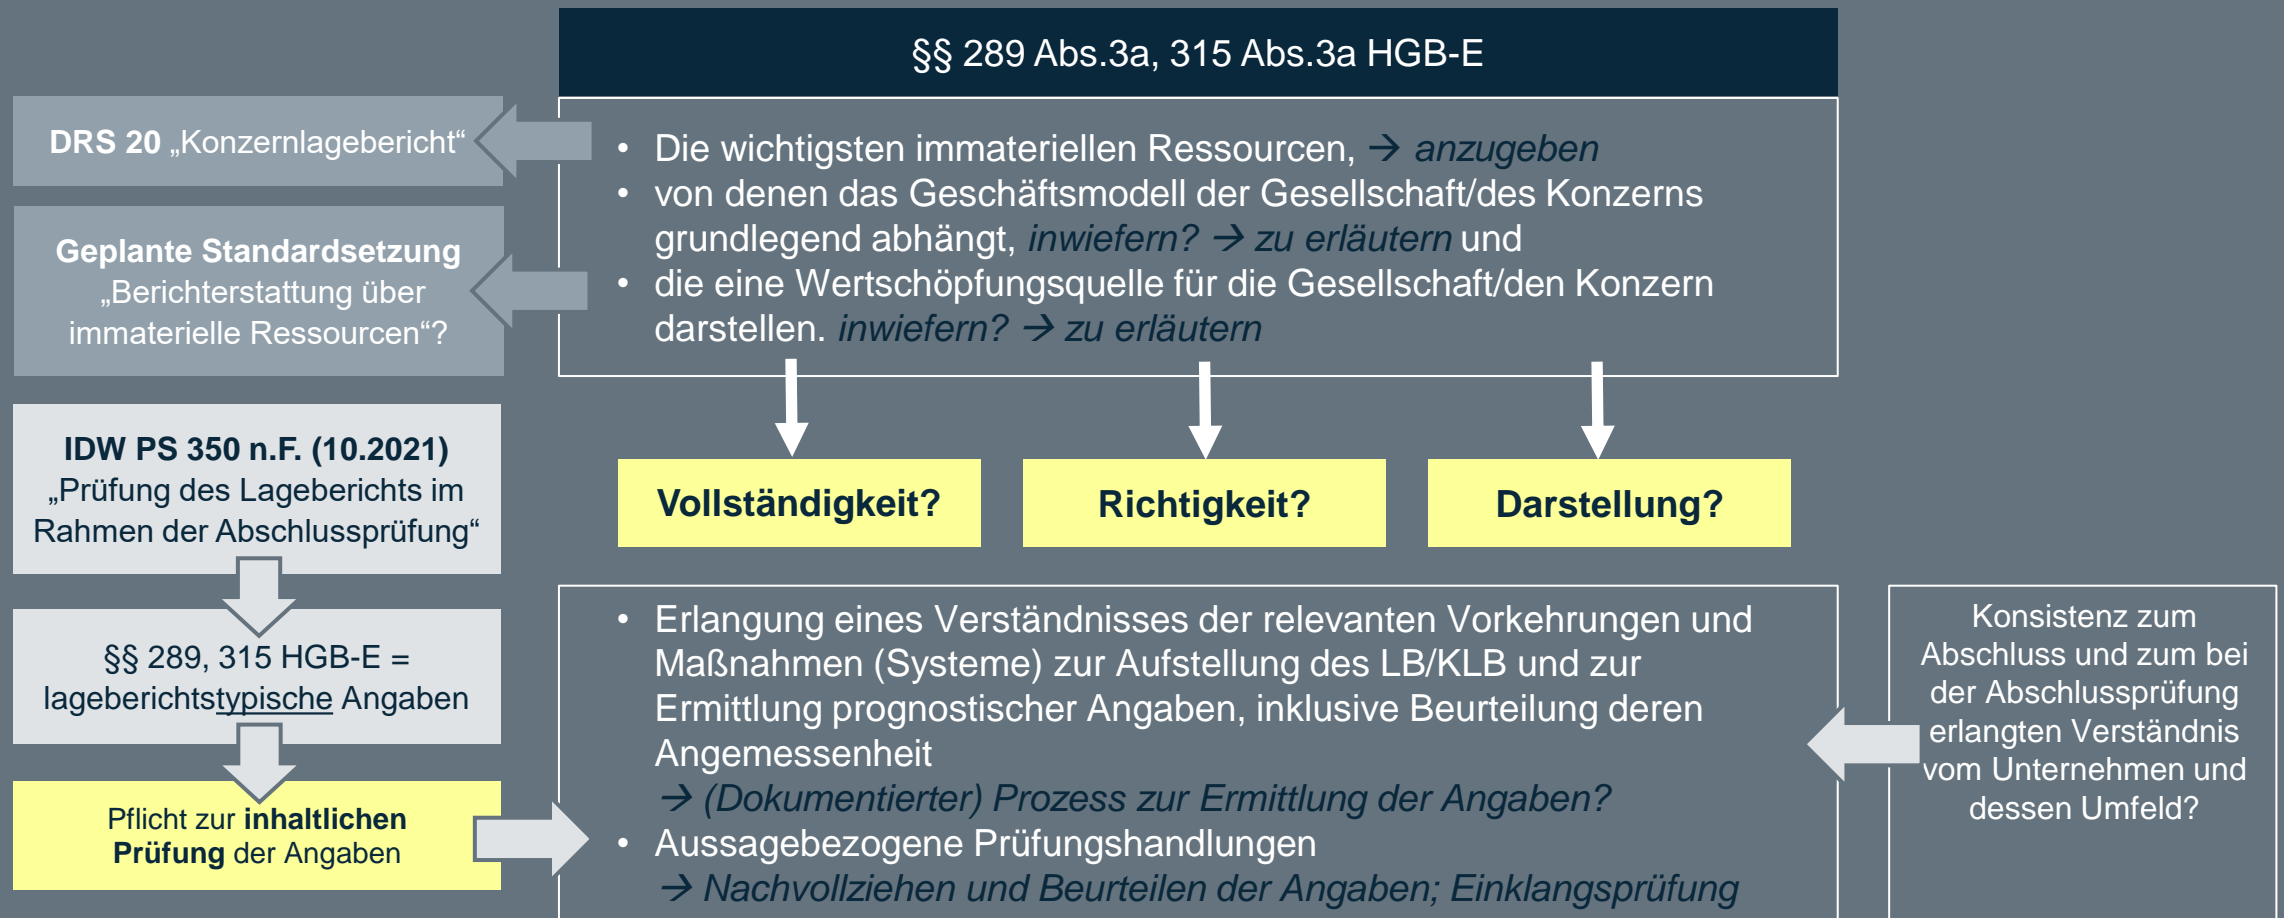 §§ 289 Abs.3a, 315 Abs.3a HGB-E
DRS 20 „Konzernlagebericht“
Geplante Standardsetzung
„Berichterstattung über
immaterielle Ressourcen“?
• Die wichtigsten immateriellen Ressourcen, → anzugeben
• von denen das Geschäftsmodell der Gesellschaft/des Konzerns
grundlegend abhängt, inwiefern? → zu erläutern und
• die eine Wertschöpfungsquelle für die Gesellschaft/den Konzern
darstellen. inwiefern? → zu erläutern
IDW PS 350 n.F. (10.2021)
„Prüfung des Lageberichts im
Rahmen der Abschlussprüfung“
Vollständigkeit?
Richtigkeit?
Darstellung?
§§ 289, 315 HGB-E =
lageberichtstypische Angaben
Pflicht zur inhaltlichen
Prüfung der Angaben
• Erlangung eines Verständnisses der relevanten Vorkehrungen und
Maßnahmen (Systeme) zur Aufstellung des LB/KLB und zur
Ermittlung prognostischer Angaben, inklusive Beurteilung deren
Angemessenheit
→ (Dokumentierter) Prozess zur Ermittlung der Angaben?
• Aussagebezogene Prüfungshandlungen
→ Nachvollziehen und Beurteilen der Angaben; Einklangsprüfung
Konsistenz zum
Abschluss und zum bei
der Abschlussprüfung
erlangten Verständnis
vom Unternehmen und
dessen Umfeld?